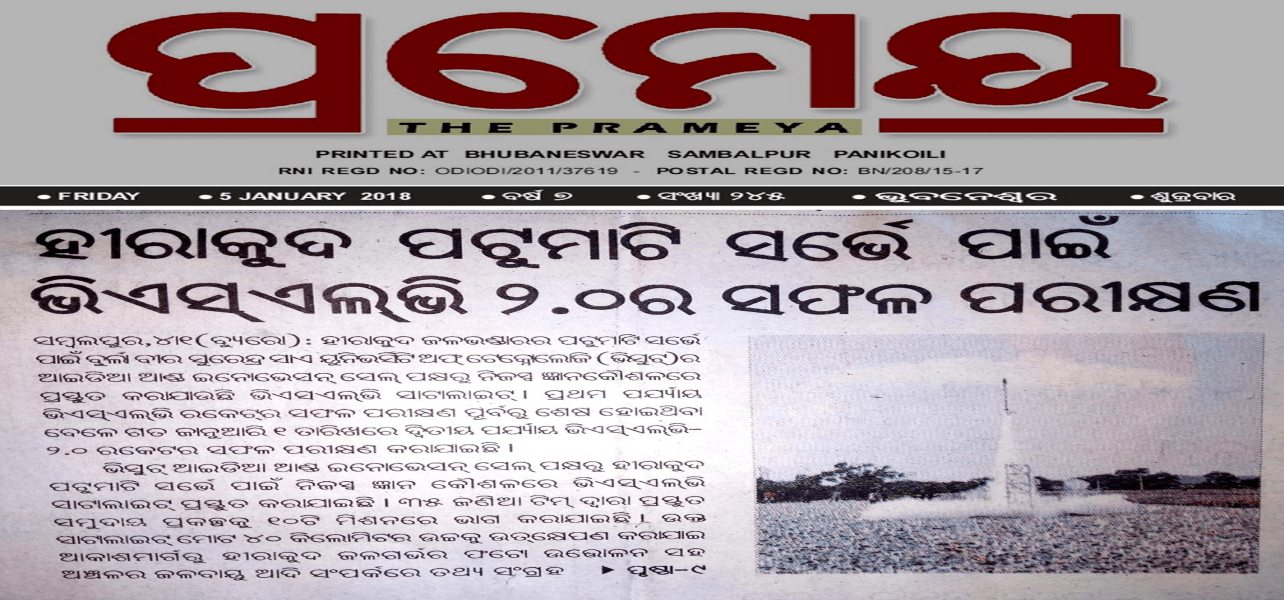 ପ୍ରମେୟ
THE PRAMEYA
PRINTED AT BHUBANESWAR SAMBALPUR PANIKOILI
RNI REGD NO: ODIODI/2011/37619 - POSTAL REGD NO: BN/208/15-17
• FRIDAY • 5 JANUARY 2018 • ବର୍ଷ ୭ • ସଂଖ୍ୟା ୨୪୫ • ଭୁବନେଶ୍ୱର • ଶୁକ୍ରବାର
ହୀରାକୁଦ ପଟୁମାଟି ସର୍ଭେ ପାଇଁ
ଭିଏସ୍ଏଲ୍‌ଭି ୨.୦ର ସଫଳ ପରୀକ୍ଷଣ
ସମ୍ବଲପୁର,୪ା୧(ବ୍ୟୁରୋ): ହୀରାକୁଦ ଜଳଭଣ୍ଡାରର ପଟୁମାଟି ସର୍ଭେ
ପାଇଁ ବୁର୍ଲା ବୀର ସୁରେନ୍ଦ୍ର ସାଏ ୟୁନିଭର୍ସିଟି ଅଫ୍ ଟେକ୍ନୋଲୋଜି (ଭିସୁଟ୍)ର
ଆଇଡିଆ ଆଣ୍ଡ ଇନୋଭେସନ୍ ସେଲ୍ ପକ୍ଷରୁ ନିଜସ୍ୱ ଜ୍ଞାନକୌଶଳରେ
ପ୍ରସ୍ତୁତ କରାଯାଉଛି ଭିଏସଏଲ୍‌ଭି ସାଟାଲାଇଟ୍ । ପ୍ରଥମ ପର୍ଯ୍ୟାୟ
ଭିଏସ୍ଏଲ୍‌ଭି ରକେଟ୍‌ର ସଫଳ ପରୀକ୍ଷଣ ପୂର୍ବରୁ ଶେଷ ହୋଇଥିବା
ବେଳେ ଗତ ଜାନୁଆରି ୧ ତାରିଖରେ ଦ୍ୱିତୀୟ ପର୍ଯ୍ୟାୟ ଭିଏସ୍ଏଲ୍‌ଭି–
୨.୦ ରକେଟର ସଫଳ ପରୀକ୍ଷଣ କରାଯାଇଛି ।
ଭିସୁଟ୍ ଆଇଡିଆ ଆଣ୍ଡ ଇନୋଭେସନ୍ ସେଲ୍ ପକ୍ଷରୁ ହୀରାକୁଦ
ପଟୁମାଟି ସର୍ଭେ ପାଇଁ ନିଜସ୍ୱ ଜ୍ଞାନ କୌଶଳରେ ଭିଏସ୍ଏଲ୍‌ଭି
ସାଟାଲାଇଟ୍ ପ୍ରସ୍ତୁତ କରାଯାଇଛି । ୩୫ ଜଣିଆ ଟିମ୍ ଦ୍ୱାରା ପ୍ରସ୍ତୁତ
ସମୁଦାୟ ପ୍ରକଳ୍ପକୁ ୧୦ଟି ମିଶନରେ ଭାଗ କରାଯାଇଛି । ଉକ୍ତ
ସାଟାଲାଇଟ୍ ମୋଟ ୪୦ କିଲୋମିଟର ଉଚ୍ଚକୁ ଉତ୍‌କ୍ଷେପଣ କରାଯାଇ
ଆକାଶମାର୍ଗରୁ ହୀରାକୁଦ ଜଳଗର୍ଭର ଫଟୋ ଉତ୍ତୋଳନ ସହ
ଅଞ୍ଚଳର ଜଳବାୟୁ ଆଦି ସଂପର୍କରେ ତଥ୍ୟ ସଂଗ୍ରହ ► ପୃଷ୍ଠା–୯